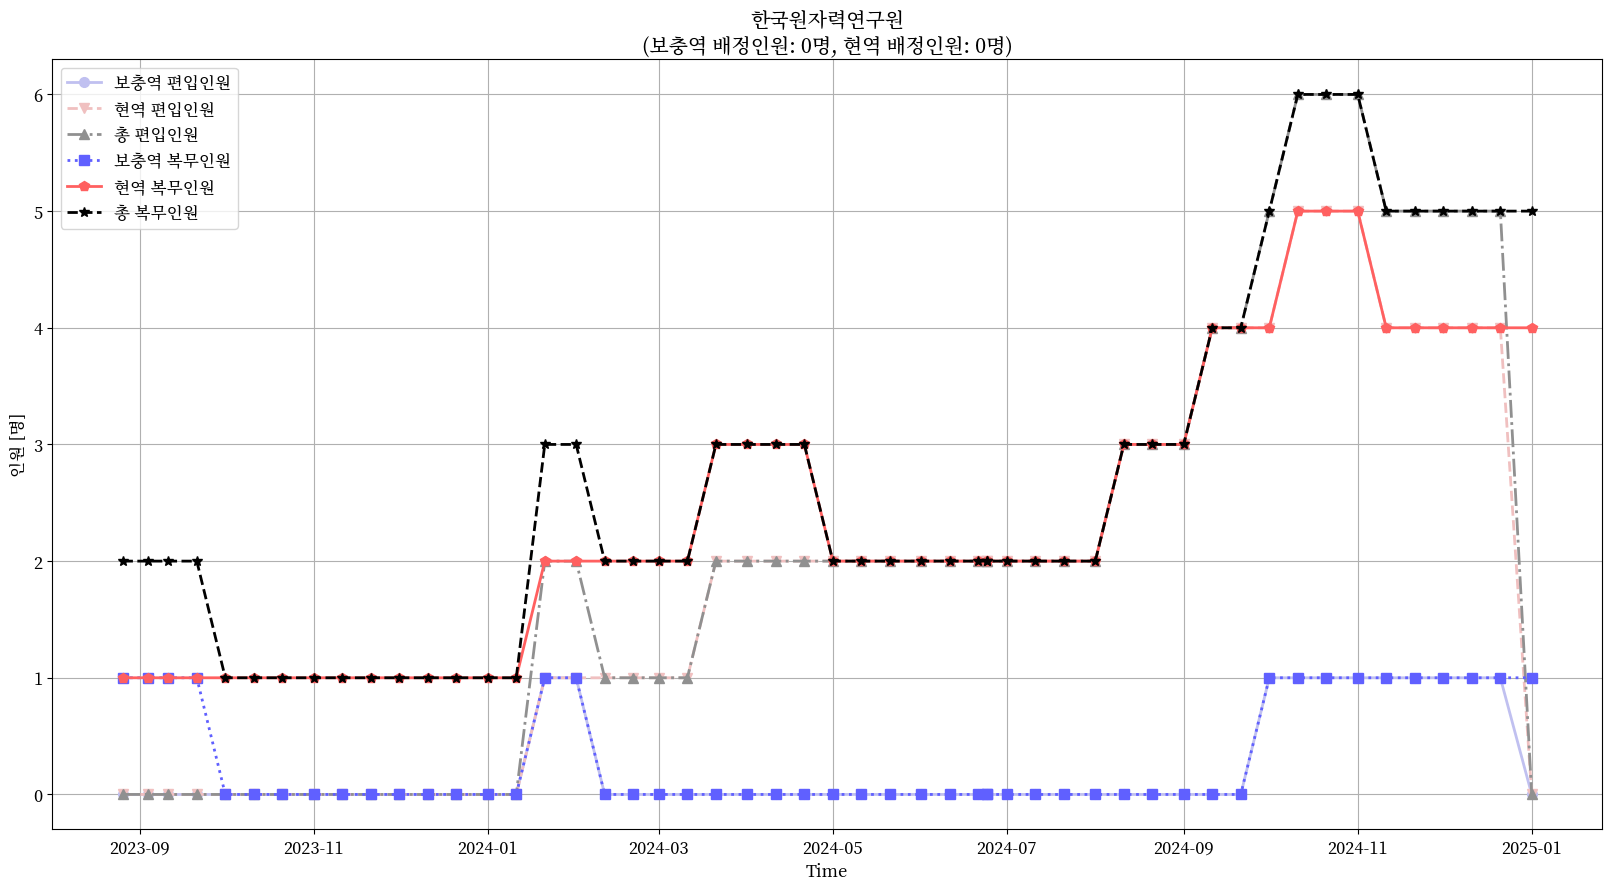 한국원자력연구원
(보충역 배정인원: 0명, 현역 배정인원: 0명)
보충역 편입인원
현역 편입인원
총 편입인원
보충역 복무인원
현역 복무인원
총 복무인원
인원 [명]
6
5
4
3
2
1
0
2023-09
2023-11
2024-01
2024-03
2024-05
2024-07
2024-09
2024-11
2025-01
Time